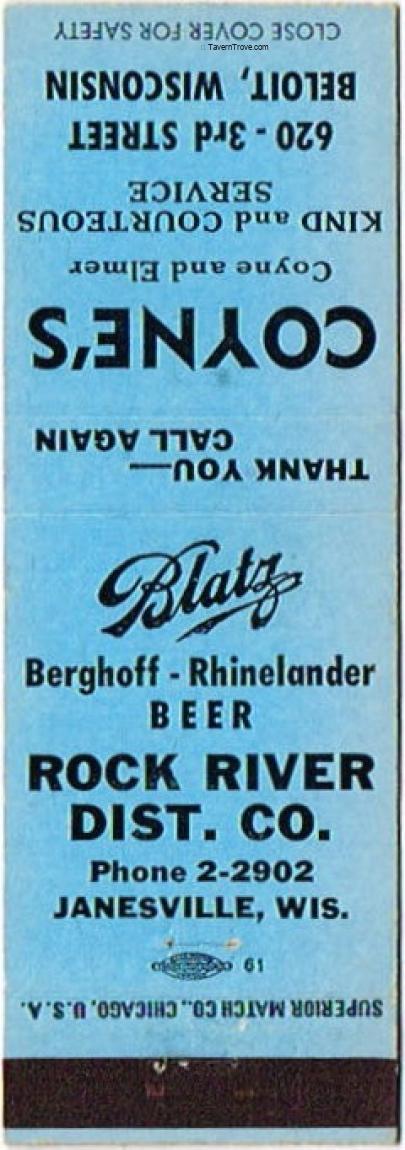 CLOSE COVER FOR SAFETY
© TavernTrove.com
BELOIT, WISCONSIN
620 - 3rd STREET
SERVICE
KIND and COURTEOUS
Coyne and Elmer
COYNE'S
CALL AGAIN
THANK YOU—
Blatz
Berghoff - Rhinelander
BEER
ROCK RIVER
DIST. CO.
Phone 2-2902
JANESVILLE, WIS.
61
SUPERIOR MATCH CO., CHICAGO, U.S.A.